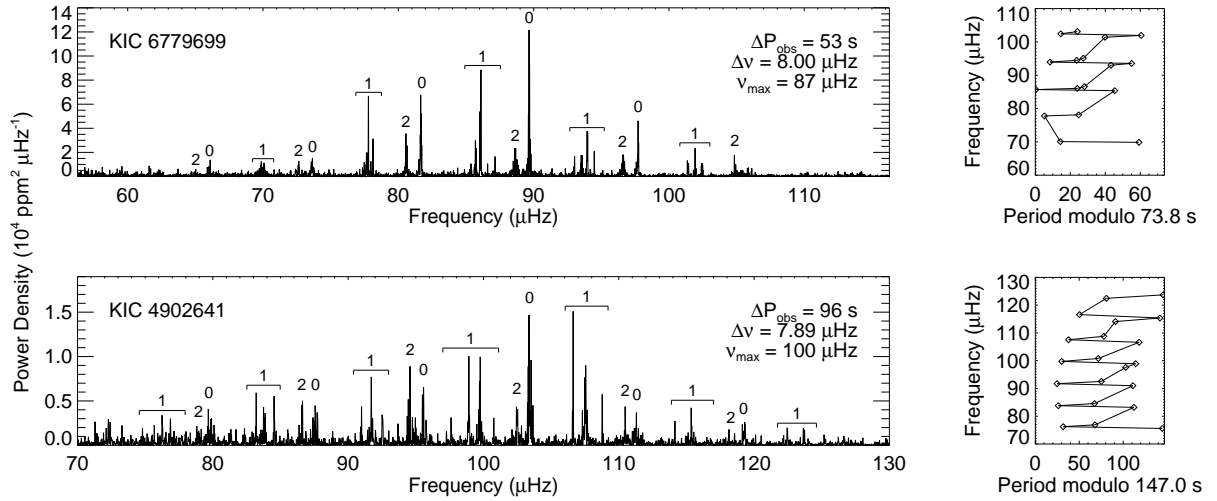 Power Density (10⁴ ppm² μHz⁻¹)
14
12
10
8
6
4
2
KIC 6779699
ΔP_obs = 53 s
Δν = 8.00 μHz
ν_max = 87 μHz
2 0 1 2 0 1 2 0 1 2 0 1 2 0 1 2
60 70 80 90 100 110
Frequency (μHz)
Frequency (μHz)
110
100
90
80
70
60
0 20 40 60
Period modulo 73.8 s
1.5
1.0
0.5
0.0
KIC 4902641
ΔP_obs = 96 s
Δν = 7.89 μHz
ν_max = 100 μHz
1 2 0 1 2 0 1 2 0 1 2 0 1 2 0 1 2 0 1
70 80 90 100 110 120 130
Frequency (μHz)
Frequency (μHz)
130
120
110
100
90
80
70
0 50 100
Period modulo 147.0 s